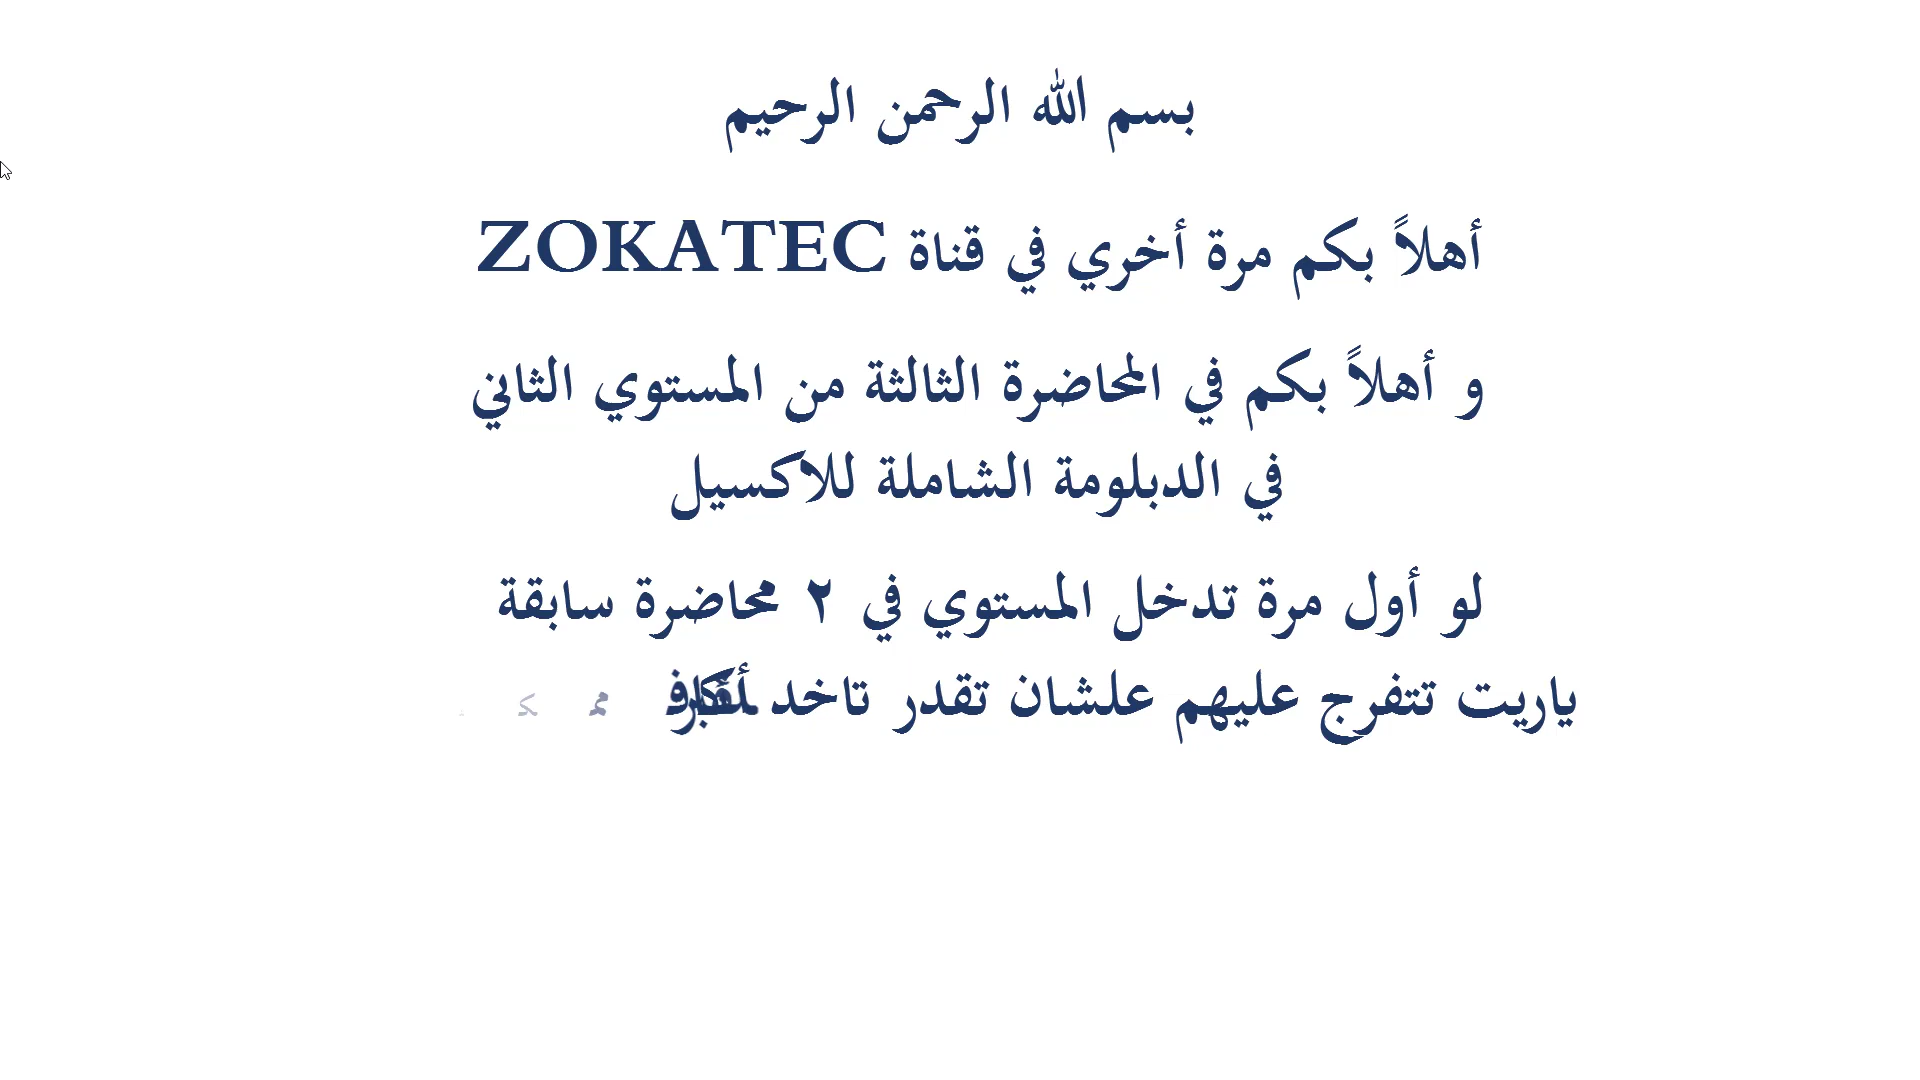 بسم الله الرحمن الرحيم
أهلاً بكم مرة أخري في قناة ZOKATEC
و أهلاً بكم في المحاضرة الثالثة من المستوي الثاني
في الدبلومة الشاملة للاكسيل
لو أول مرة تدخل المستوي في ٢ محاضرة سابقة
ياريت تتفرج عليهم علشان تقدر تاخد